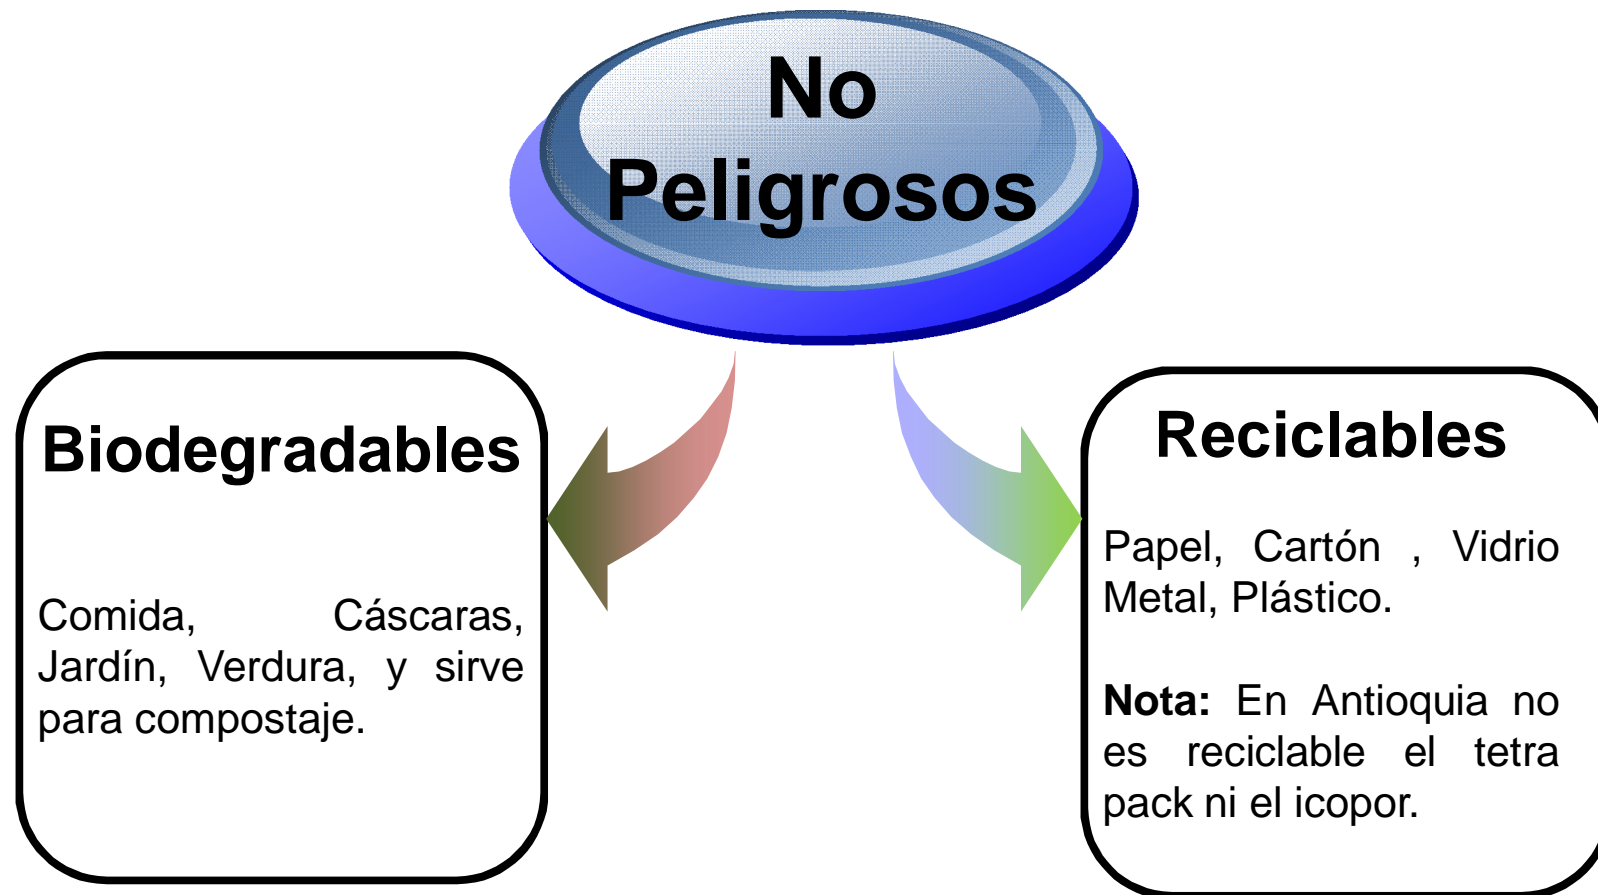 No
Peligrosos
Biodegradables
Comida, Cáscaras,
Jardín, Verdura, y sirve
para compostaje.
Reciclables
Papel, Cartón , Vidrio
Metal, Plástico.
Nota: En Antioquia no
es reciclable el tetra
pack ni el icopor.